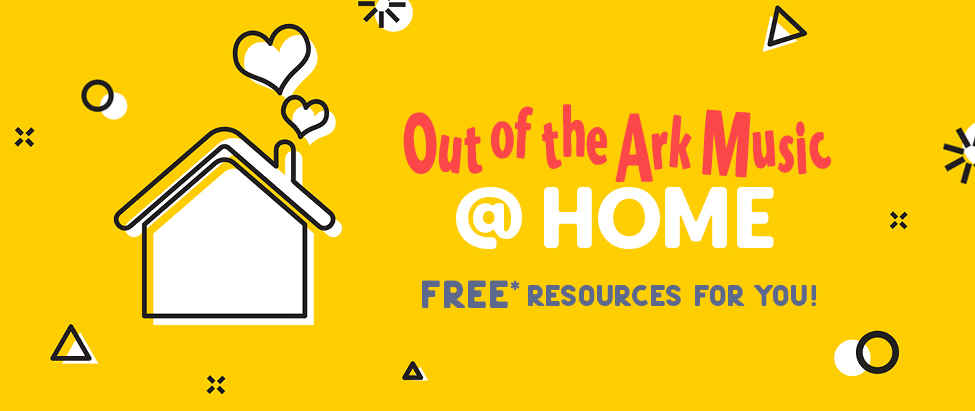 Out of the Ark Music
@ HOME
FREE* RESOURCES FOR YOU!